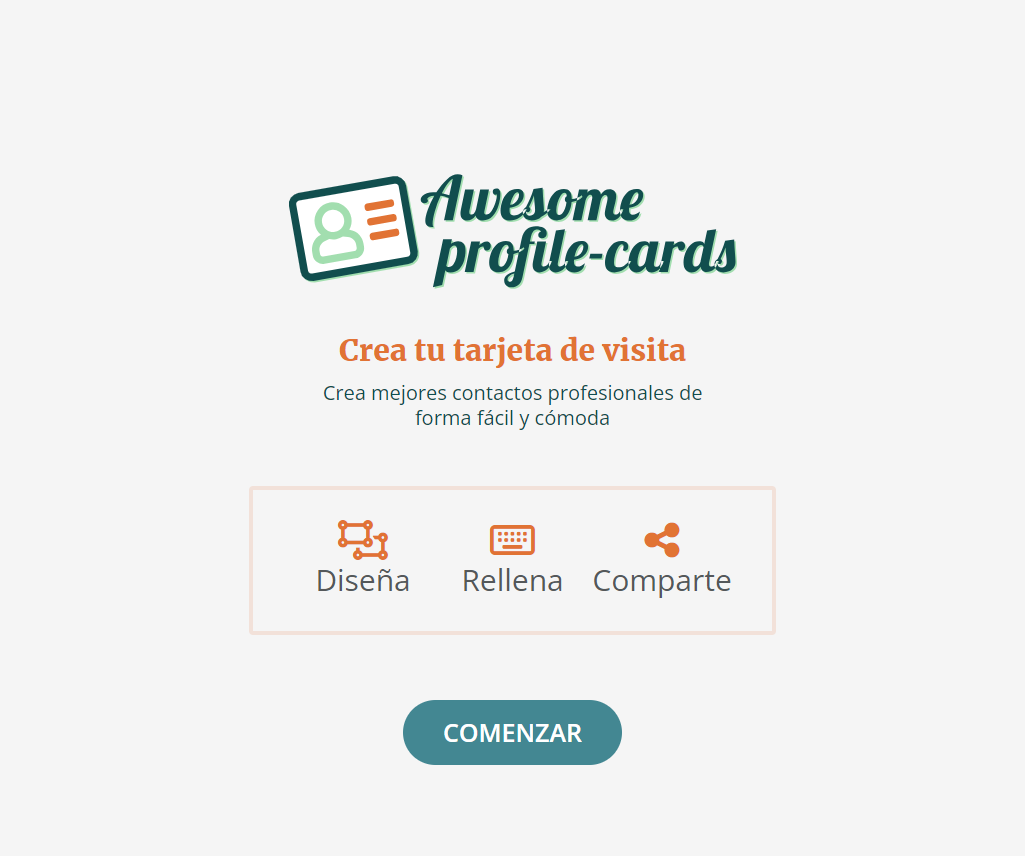 Awesome
profile-cards
Crea tu tarjeta de visita
Crea mejores contactos profesionales de
forma fácil y cómoda
Diseña Rellena Comparte
COMENZAR